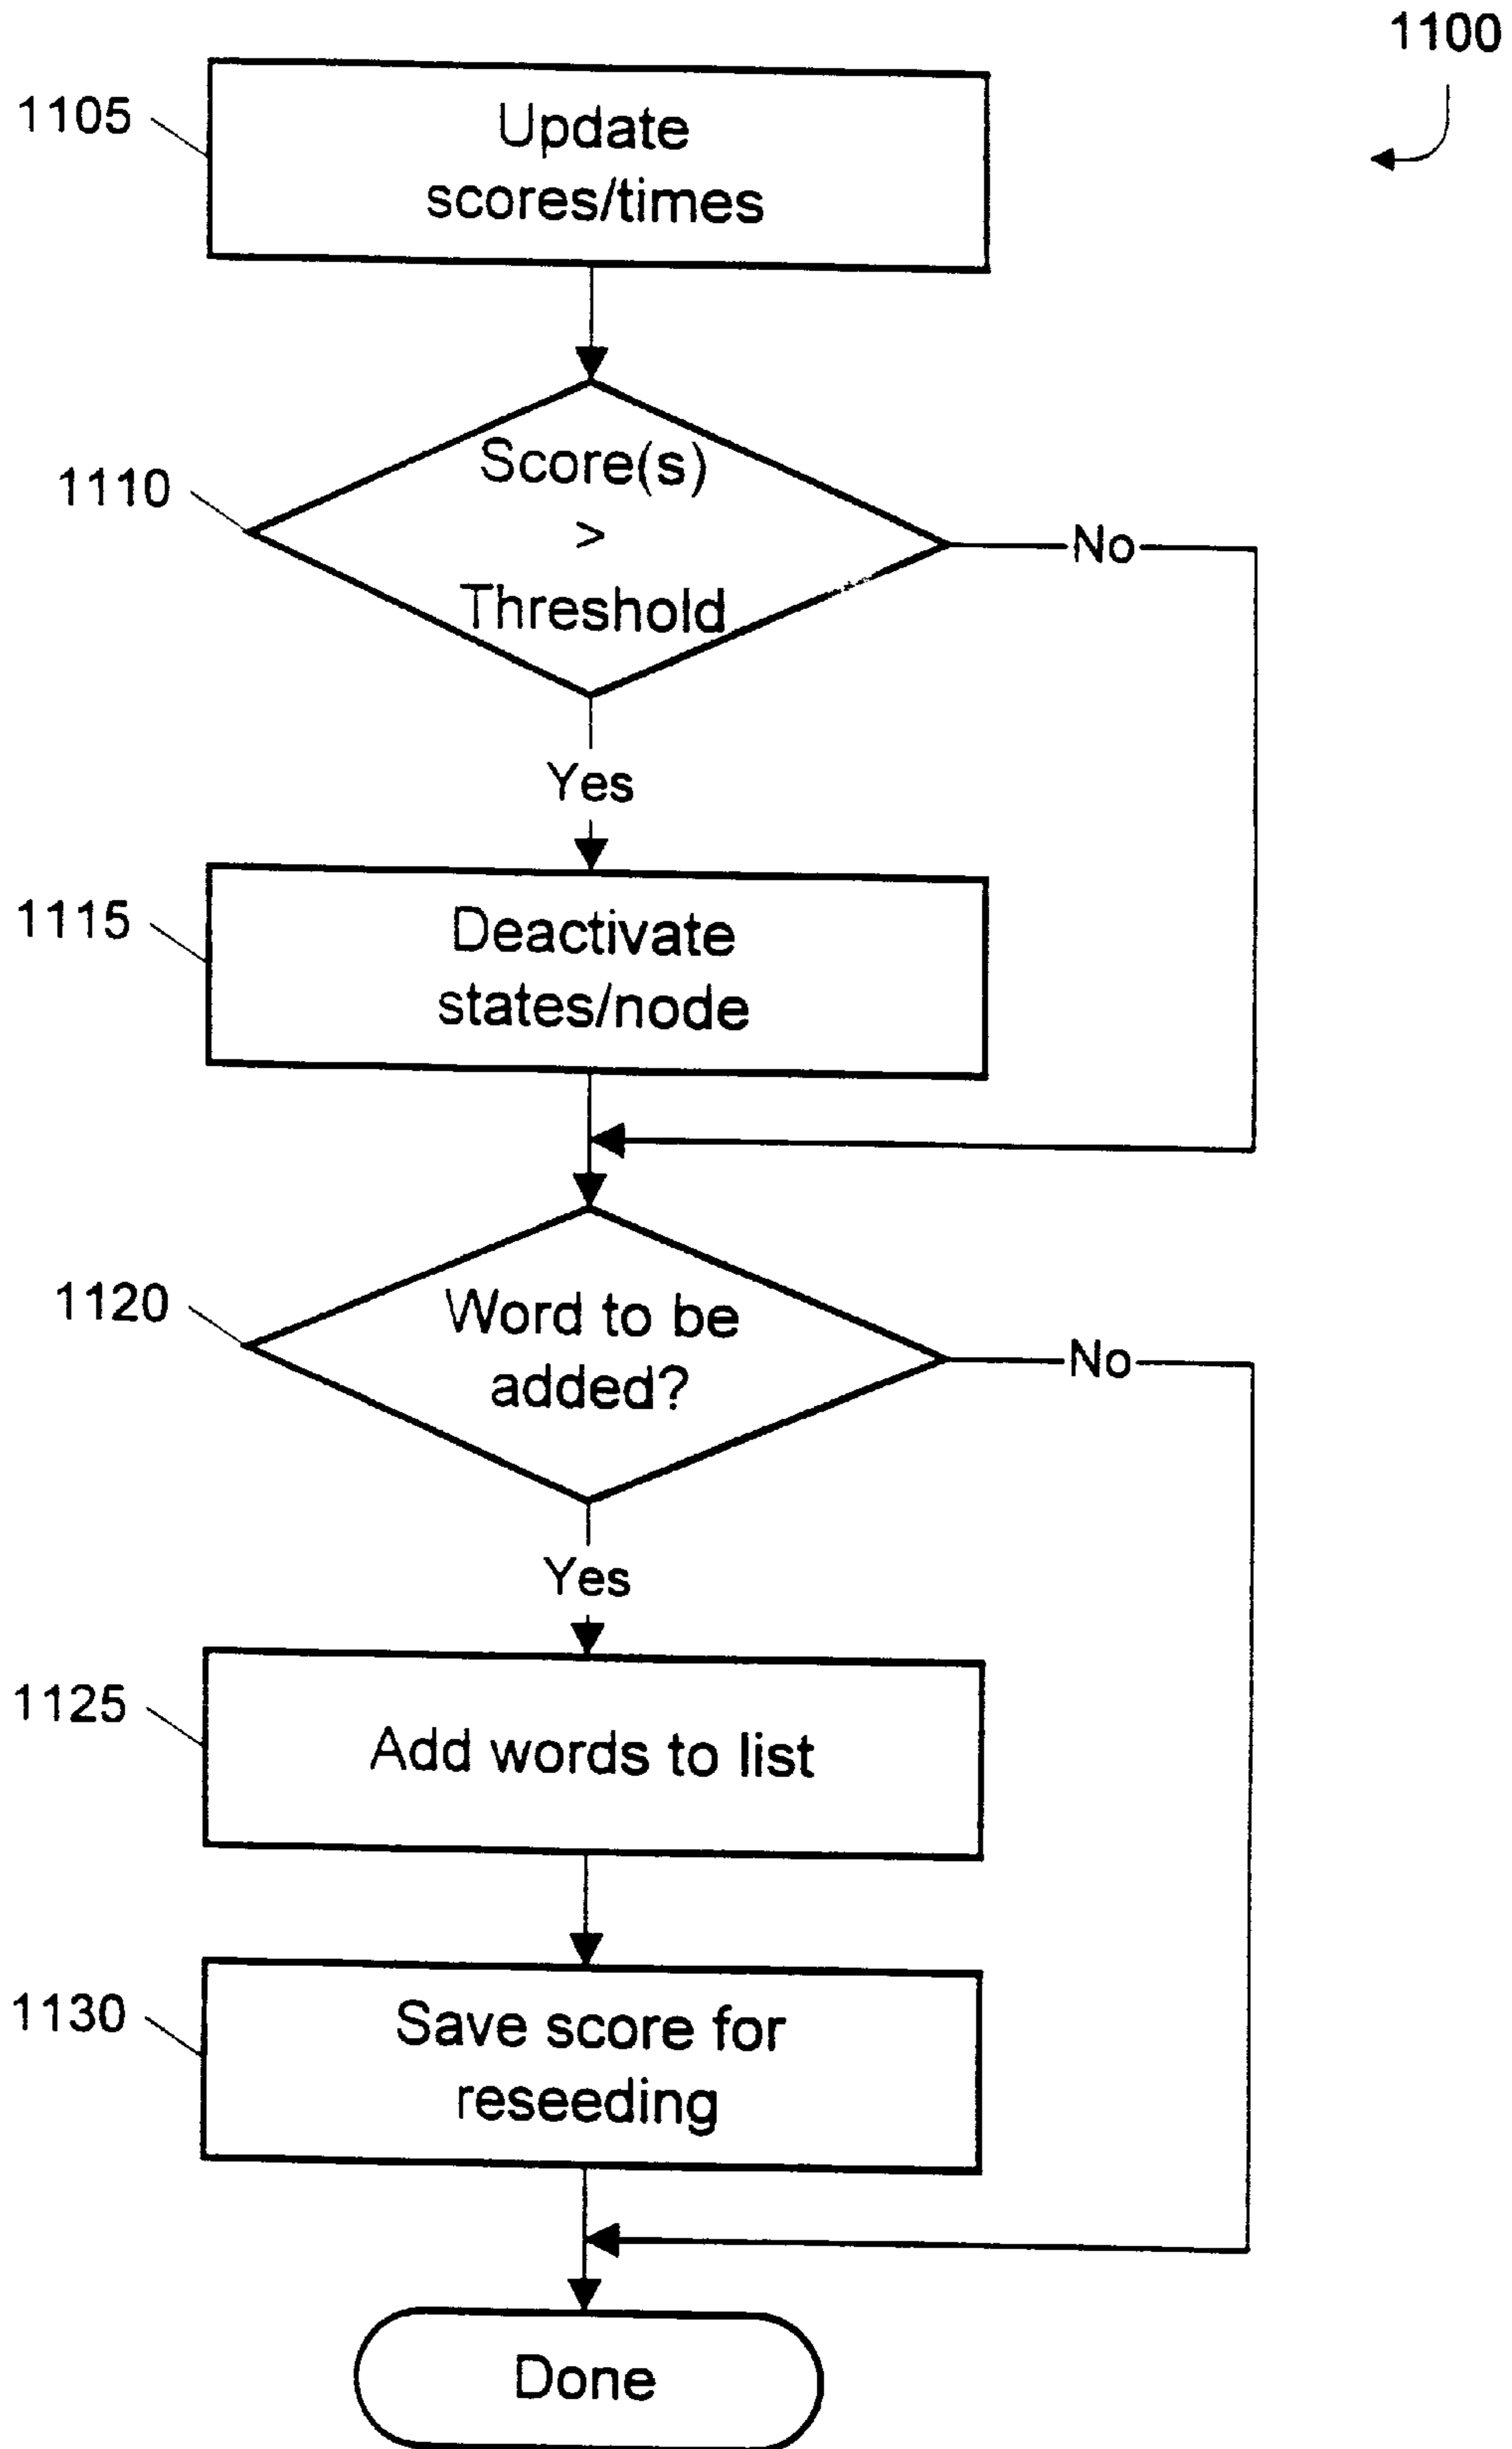 1100
1105
Update
scores/times
1110
Score(s)
>
Threshold
No
Yes
1115
Deactivate
states/node
1120
Word to be
added?
No
Yes
1125
Add words to list
1130
Save score for
reseeding
Done